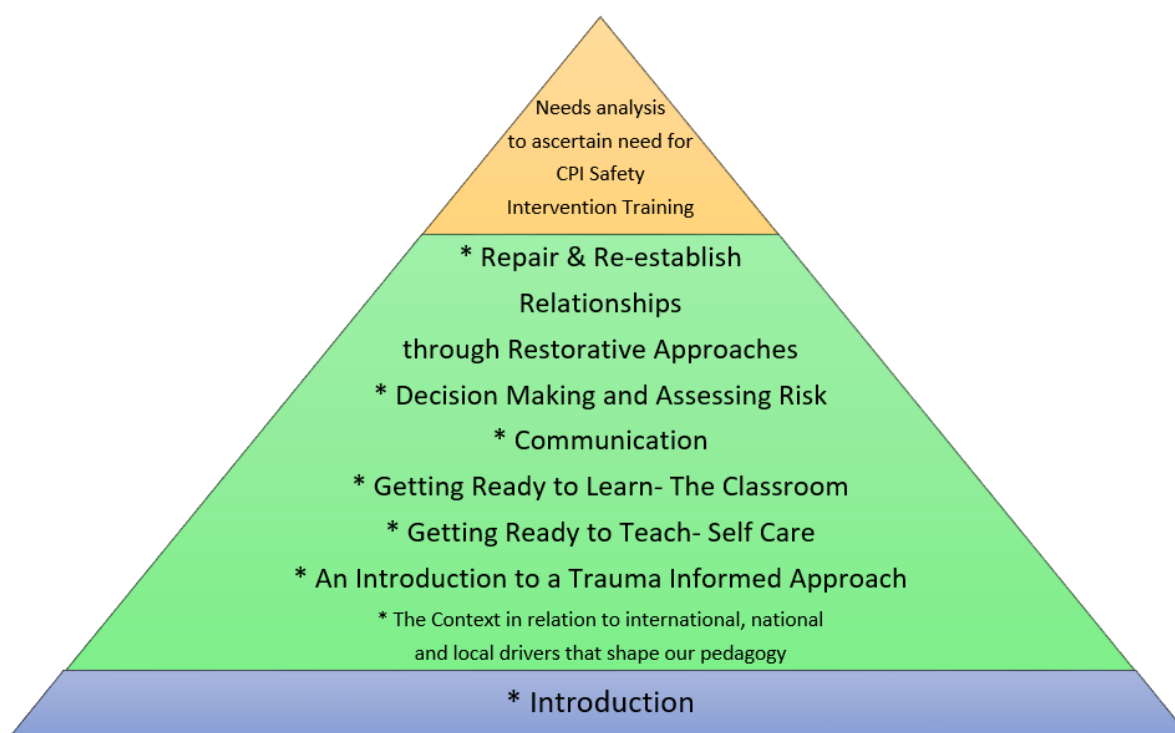 Needs analysis
to ascertain need for
CPI Safety
Intervention Training
* Repair & Re-establish
Relationships
through Restorative Approaches
* Decision Making and Assessing Risk
* Communication
* Getting Ready to Learn- The Classroom
* Getting Ready to Teach- Self Care
* An Introduction to a Trauma Informed Approach
* The Context in relation to international, national
and local drivers that shape our pedagogy
* Introduction